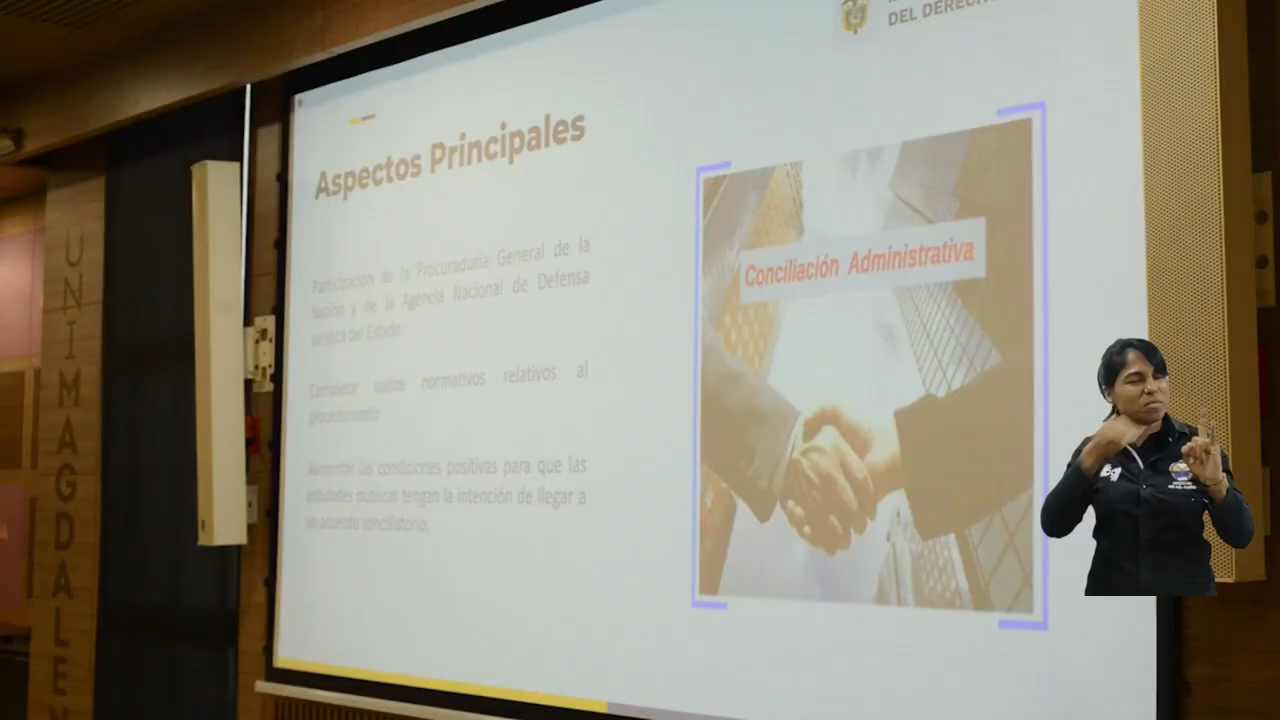 DEL DERECH
Aspectos Principales
Participación de la Procuraduría General de la
Nación y de la Agencia Nacional de Defensa
Jurídica del Estado
Completar vacios normativos relativos al
procedimiento
Aumentar las condiciones positivas para que las
entidades públicas tengan la intención de llegar a
un acuerdo conciliatorio.
Conciliación Administrativa
UNIMAGDALEN